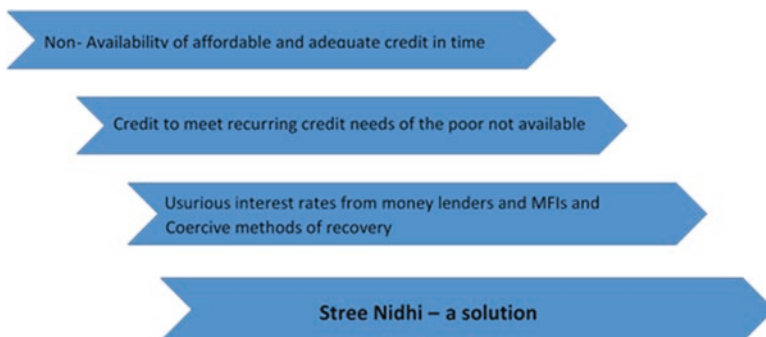 Non- Availability of affordable and adequate credit in time
Credit to meet recurring credit needs of the poor not available
Usurious interest rates from money lenders and MFIs and
Coercive methods of recovery
Stree Nidhi – a solution